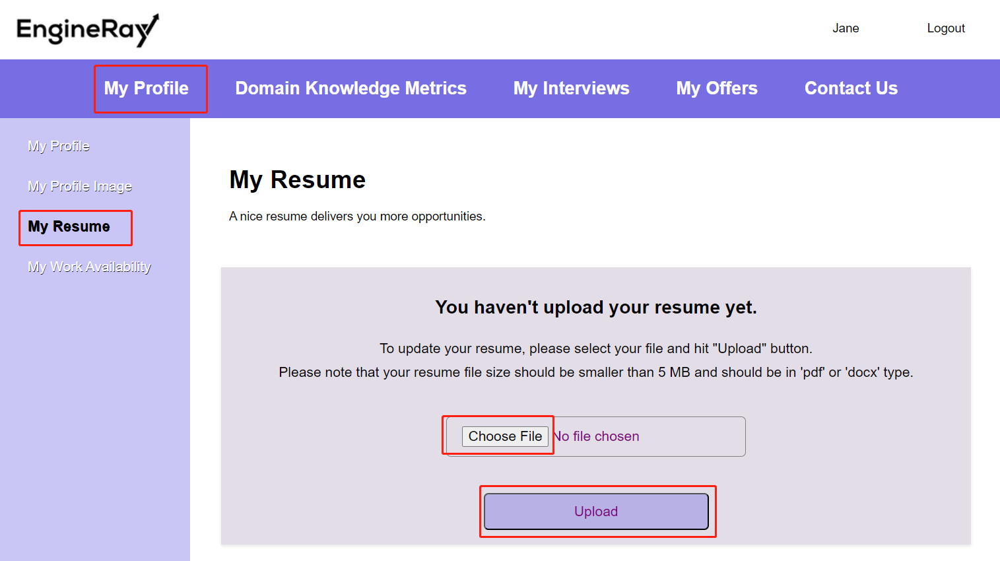 EngineRay
Jane
Logout
My Profile
Domain Knowledge Metrics
My Interviews
My Offers
Contact Us
My Profile
My Profile Image
My Resume
My Work Availability
My Resume
A nice resume delivers you more opportunities.
You haven't upload your resume yet.
To update your resume, please select your file and hit "Upload" button.
Please note that your resume file size should be smaller than 5 MB and should be in 'pdf' or 'docx' type.
Choose File No file chosen
Upload